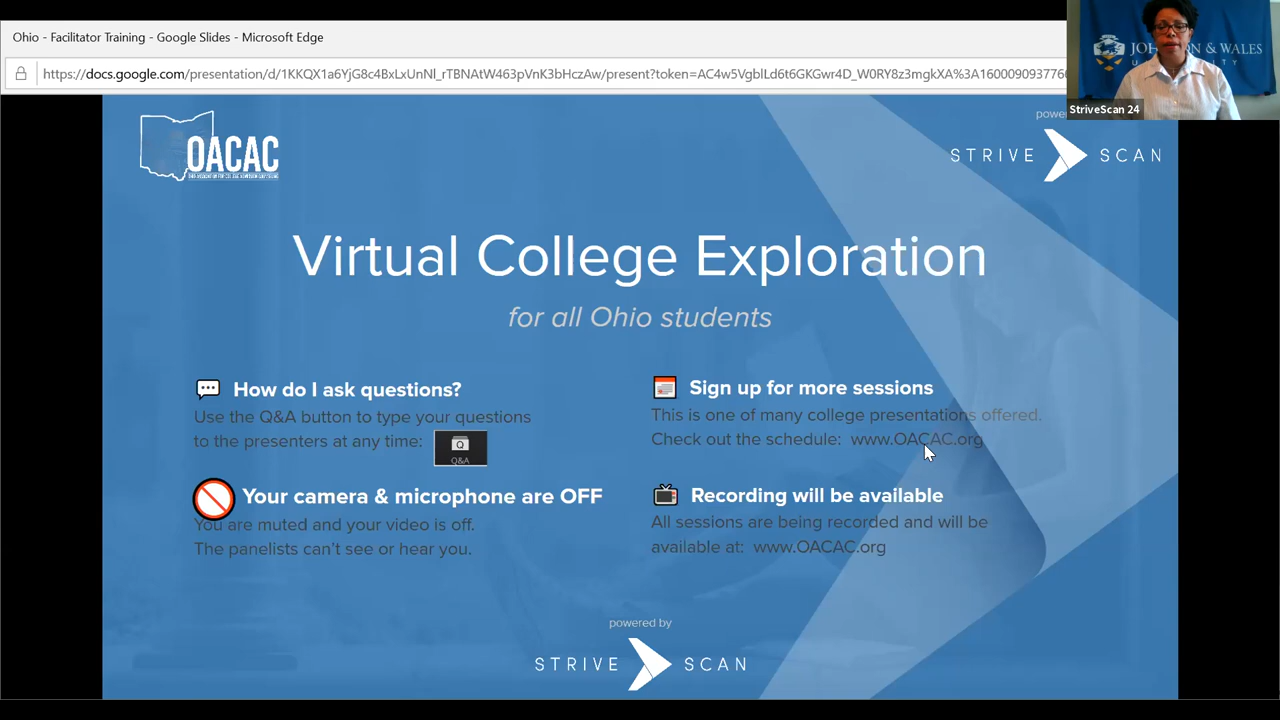 Ohio - Facilitator Training - Google Slides - Microsoft Edge
https://docs.google.com/presentation/d/
JOHNSON & WALES
StriveScan 24
OACAC
powered by
STRIVE SCAN
Virtual College Exploration
for all Ohio students
How do I ask questions?
Use the Q&A button to type your questions
to the presenters at any time:
Q
Q&A
Sign up for more sessions
This is one of many college presentations offered.
Check out the schedule: www.OACAC.org
Your camera & microphone are OFF
You are muted and your video is off.
The panelists can't see or hear you.
Recording will be available
All sessions are being recorded and will be
available at: www.OACAC.org
powered by
STRIVE SCAN